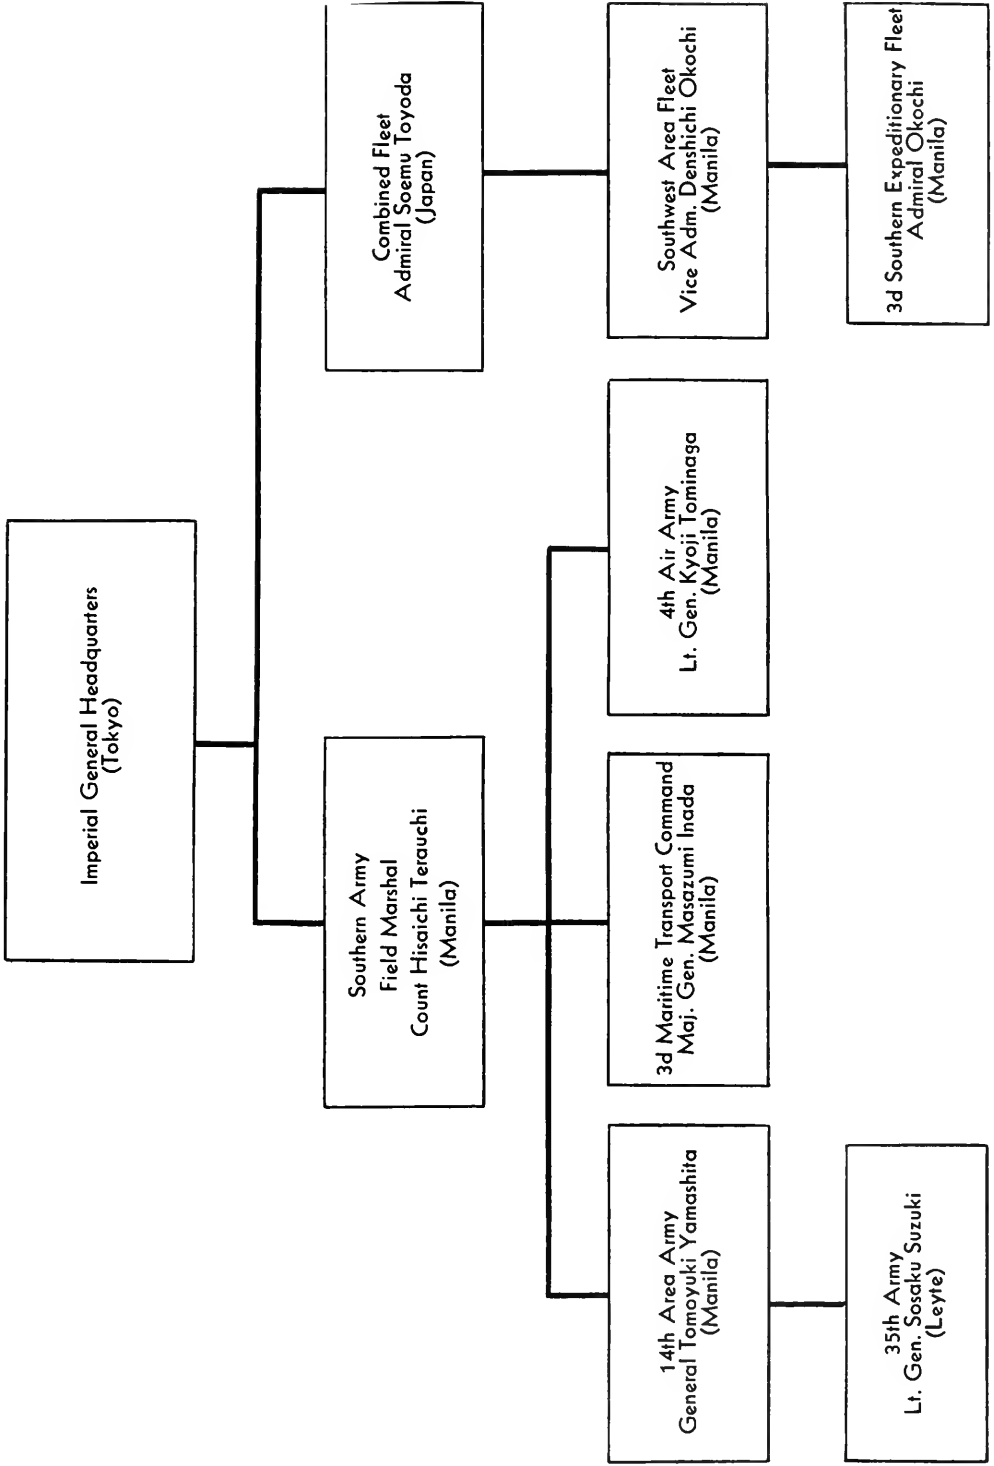 Imperial General Headquarters
(Tokyo)
Southern Army
Field Marshal
Count Hisaichi Terauchi
(Manila)
Combined Fleet
Admiral Soemu Toyoda
(Japan)
14th Area Army
General Tomoyuki Yamashita
(Manila)
3d Maritime Transport Command
Maj. Gen. Masazumi Inada
(Manila)
4th Air Army
Lt. Gen. Kyoji Tominaga
(Manila)
Southwest Area Fleet
Vice Adm. Denshichi Okochi
(Manila)
35th Army
Lt. Gen. Sosaku Suzuki
(Leyte)
3d Southern Expeditionary Fleet
Admiral Okochi
(Manila)